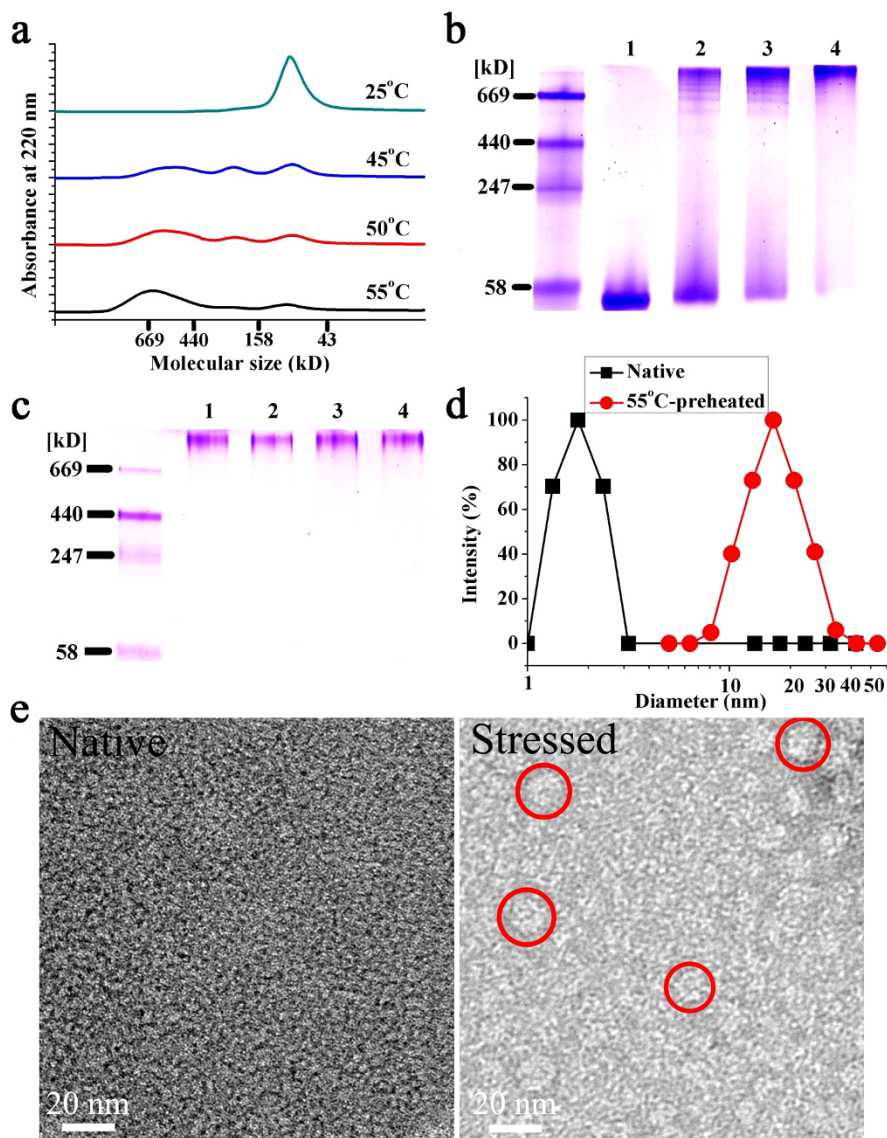 a
Absorbance at 220 nm
25°C
45°C
50°C
55°C
669 440 158 43
Molecular size (kD)
b
1 2 3 4
[kD]
669
440
247
58
c
1 2 3 4
[kD]
669
440
247
58
d
Native
55°C-preheated
Intensity (%)
100
80
60
40
20
0
1 10 20 30 40 50
Diameter (nm)
e
Native
20 nm
Stressed
20 nm